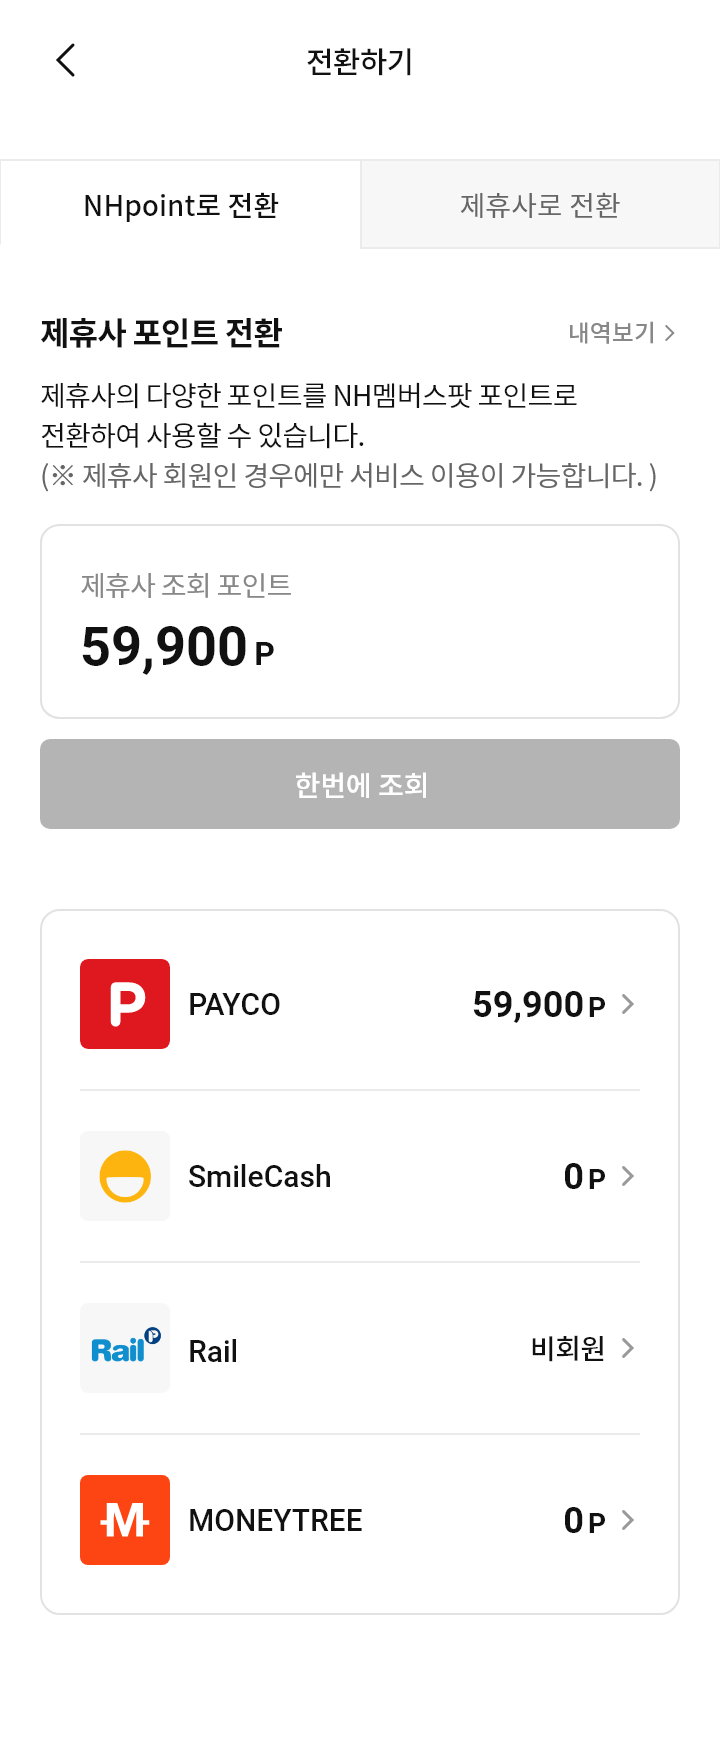 전환하기
NHpoint로 전환
제휴사로 전환
제휴사 포인트 전환
내역보기
제휴사의 다양한 포인트를 NH멤버스팟 포인트로
전환하여 사용할 수 있습니다.
(※ 제휴사 회원인 경우에만 서비스 이용이 가능합니다. )
제휴사 조회 포인트
59,900 P
한번에 조회
P PAYCO 59,900 P
SmileCash 0 P
Rail P Rail 비회원
M MONEYTREE 0 P